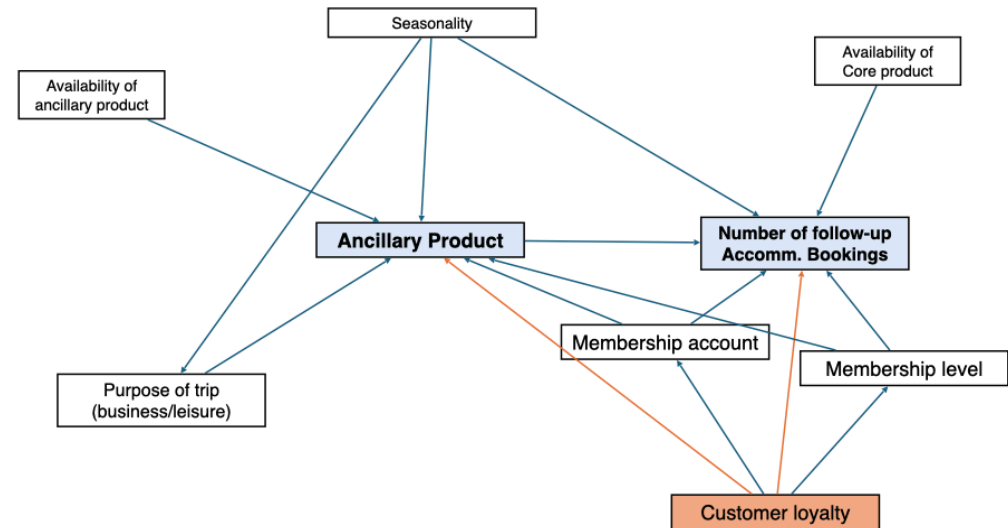 Seasonality
Availability of
Core product
Availability of
ancillary product
Ancillary Product
Number of follow-up
Accomm. Bookings
Membership account
Membership level
Purpose of trip
(business/leisure)
Customer loyalty